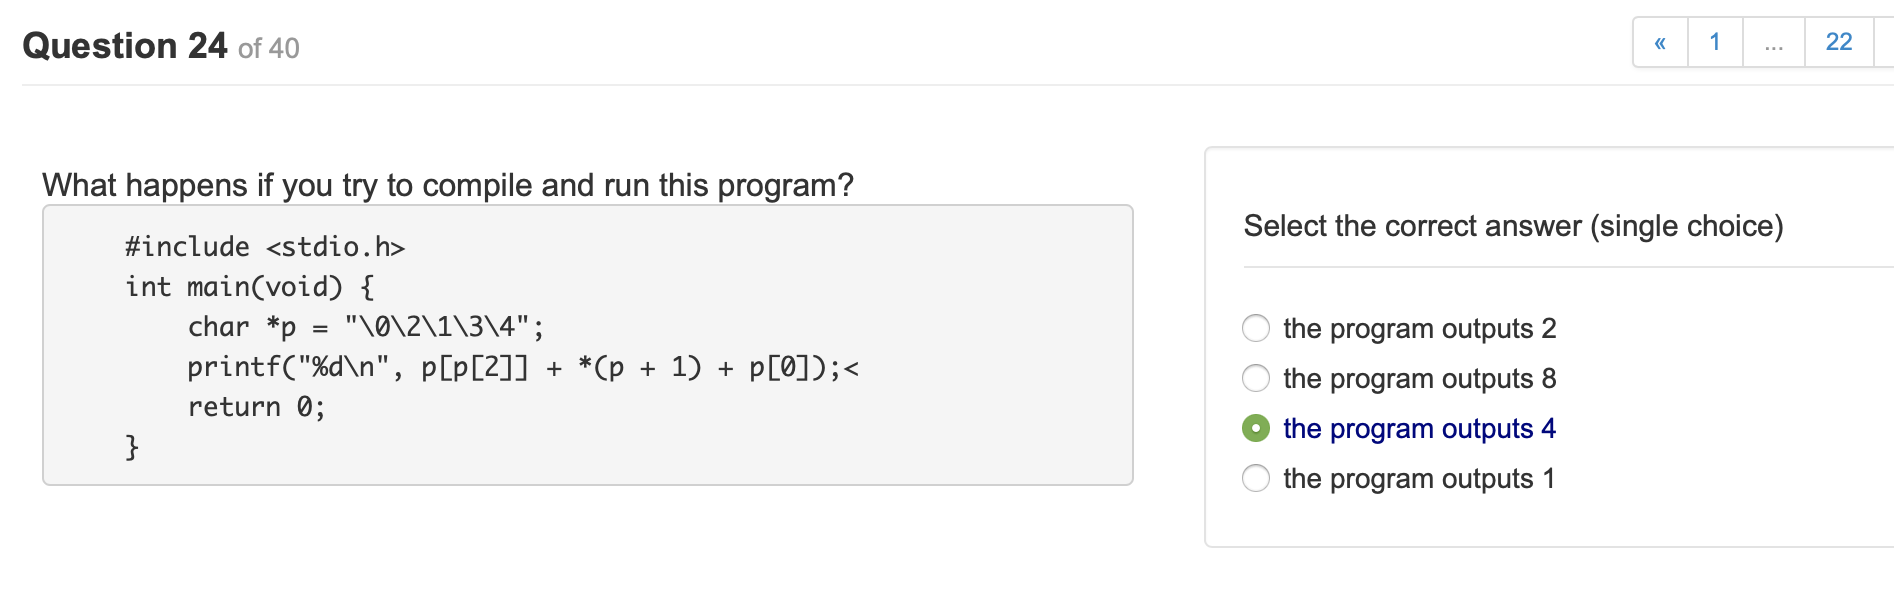 Question 24 of 40
« 1 ... 22
What happens if you try to compile and run this program?
#include <stdio.h>
int main(void) {
    char *p = "\0\2\1\3\4";
    printf("%d\n", p[p[2]] + *(p + 1) + p[0]);<
    return 0;
}
Select the correct answer (single choice)
the program outputs 2
the program outputs 8
the program outputs 4
the program outputs 1